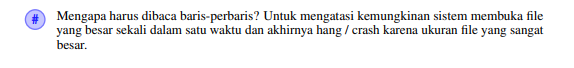 # Mengapa harus dibaca baris-perbaris? Untuk mengatasi kemungkinan sistem membuka file
yang besar sekali dalam satu waktu dan akhirnya hang / crash karena ukuran file yang sangat
besar.